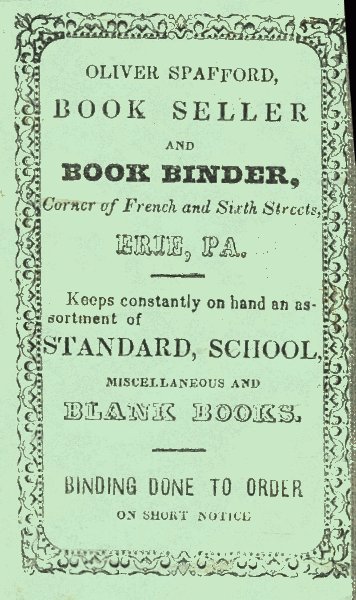 OLIVER SPAFFORD,
BOOK SELLER
AND
BOOK BINDER,
Corner of French and Sixth Streets,
ERIE, PA.
Keeps constantly on hand an as-
sortment of
STANDARD, SCHOOL,
MISCELLANEOUS AND
BLANK BOOKS.
BINDING DONE TO ORDER
ON SHORT NOTICE